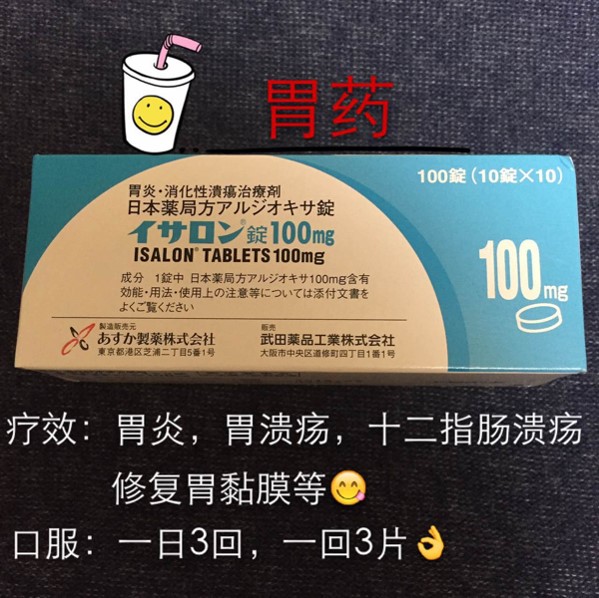 胃药
100錠 (10錠×10)
胃炎・消化性潰瘍治療剤
日本薬局方アルジオキサ錠
イサロン®錠100mg
ISALON® TABLETS 100mg
成分 1錠中 日本薬局方アルジオキサ100mg含有
効能・用法・使用上の注意等については添付文書を
よくご覧ください
100mg
製造販売元
あすか製薬株式会社
東京都港区芝浦二丁目5番1号
販売
武田薬品工業株式会社
大阪市中央区道修町四丁目1番1号
疗效：胃炎，胃溃疡，十二指肠溃疡
修复胃黏膜等😋
口服：一日3回，一回3片👌